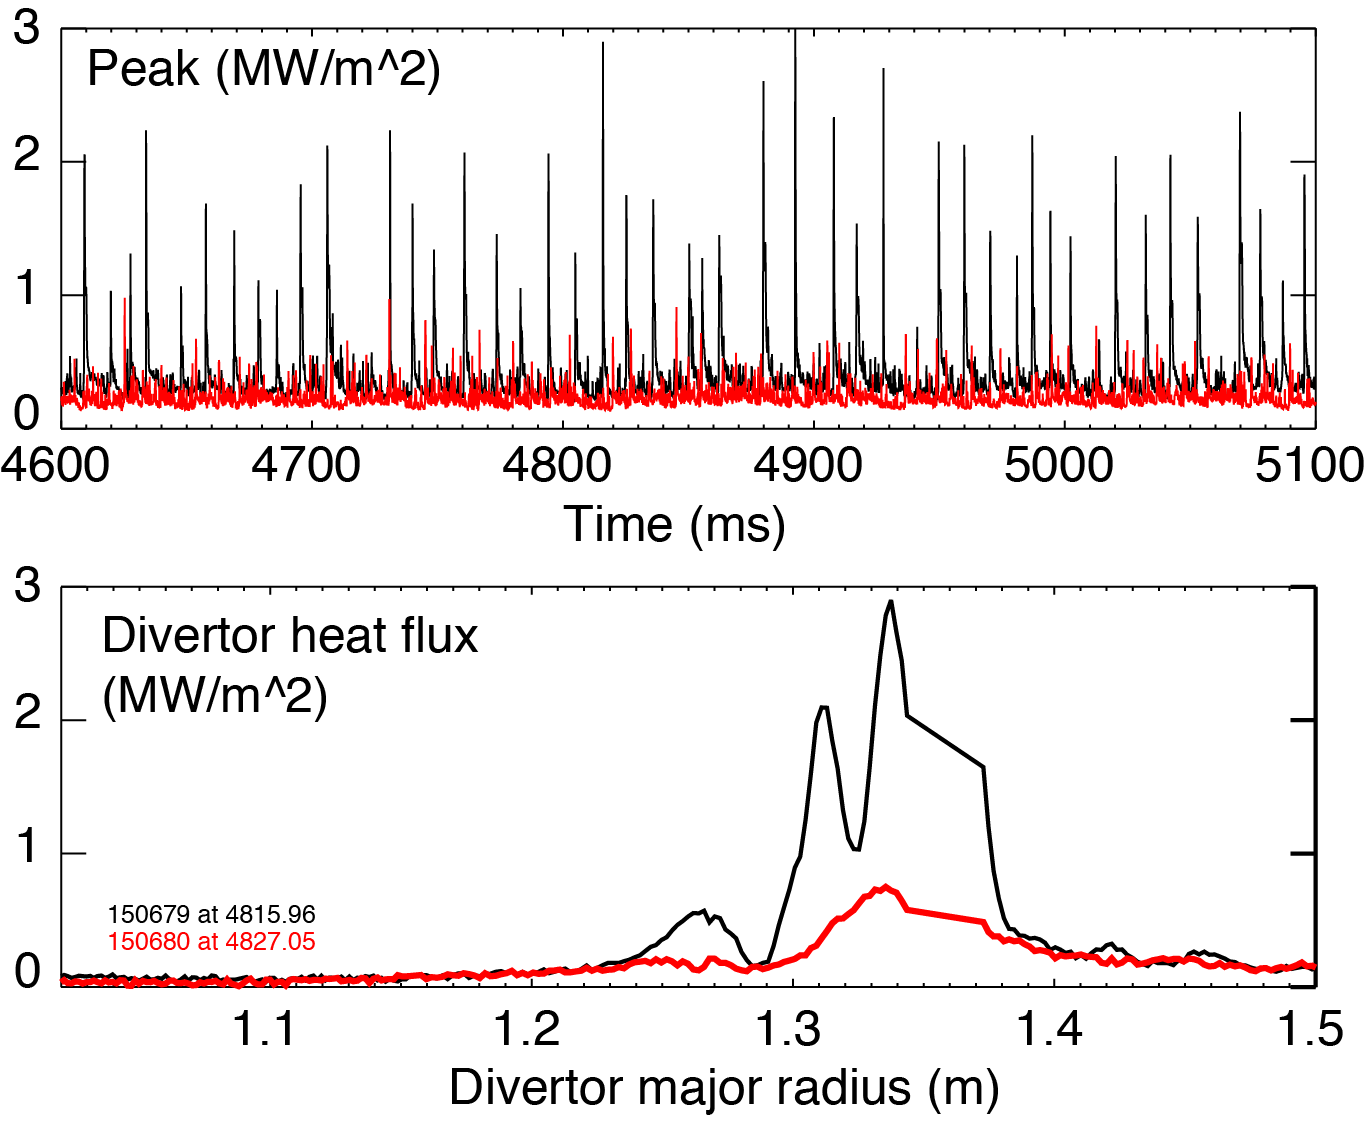 3
Peak (MW/m^2)
2
1
0
4600 4700 4800 4900 5000 5100
Time (ms)
3
Divertor heat flux
(MW/m^2)
2
1
150679 at 4815.96
150680 at 4827.05
0
1.1 1.2 1.3 1.4 1.5
Divertor major radius (m)